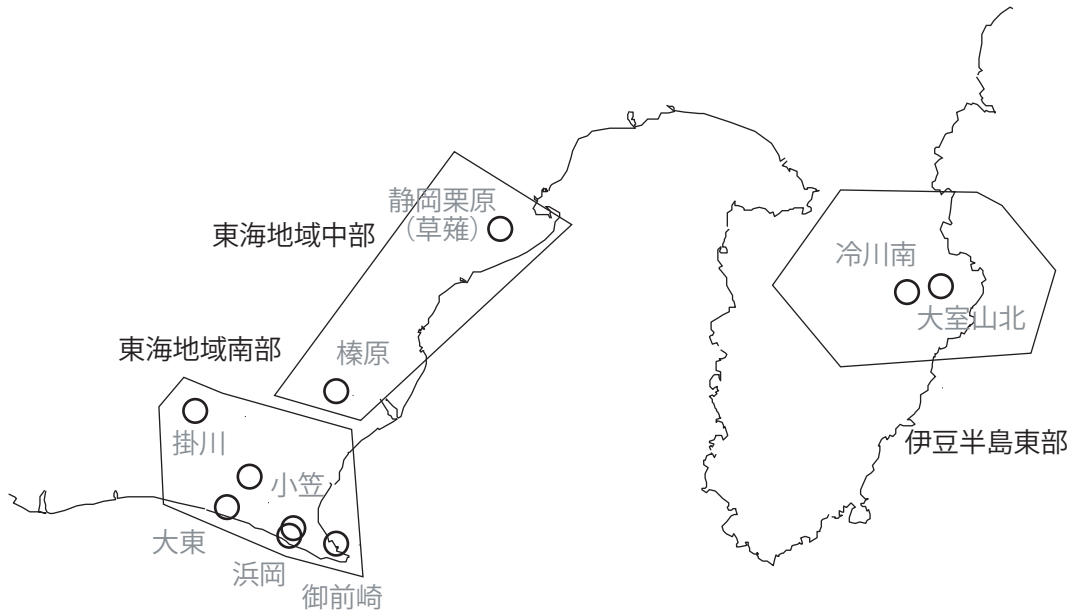 静岡栗原
(草薙)
東海地域中部
冷川南
大室山北
東海地域南部
榛原
掛川
伊豆半島東部
小笠
大東
浜岡
御前崎